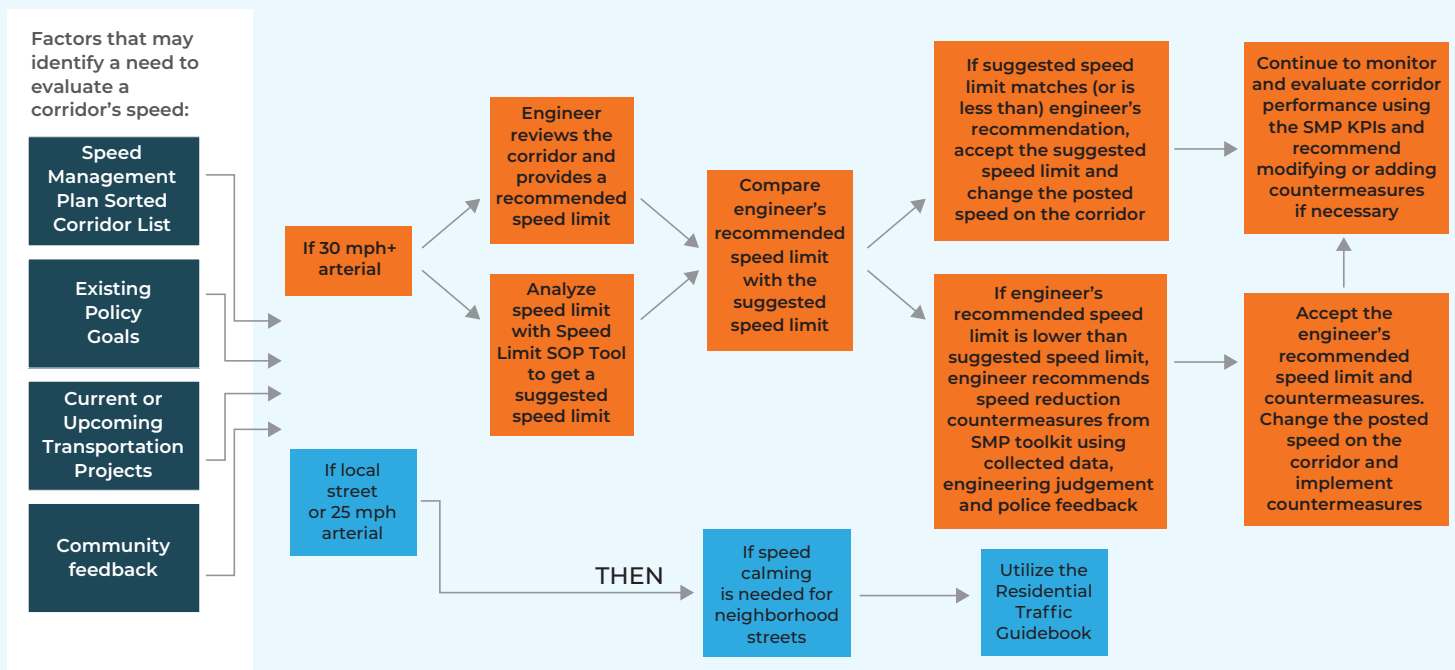 Factors that may
identify a need to
evaluate a
corridor's speed:
Speed
Management
Plan Sorted
Corridor List
Existing
Policy
Goals
Current or
Upcoming
Transportation
Projects
Community
feedback
If 30 mph+
arterial
Engineer
reviews the
corridor and
provides a
recommended
speed limit
Analyze
speed limit
with Speed
Limit SOP Tool
to get a
suggested
speed limit
Compare
engineer's
recommended
speed limit
with the
suggested
speed limit
If suggested speed
limit matches (or is
less than) engineer's
recommendation,
accept the suggested
speed limit and
change the posted
speed on the corridor
Continue to monitor
and evaluate corridor
performance using
the SMP KPIs and
recommend
modifying or adding
countermeasures
if necessary
If engineer's
recommended speed
limit is lower than
suggested speed limit,
engineer recommends
speed reduction
countermeasures from
SMP toolkit using
collected data,
engineering judgement
and police feedback
Accept the
engineer's
recommended
speed limit and
countermeasures.
Change the posted
speed on the
corridor and
implement
countermeasures
If local
street
or 25 mph
arterial
THEN
If speed
calming
is needed for
neighborhood
streets
Utilize the
Residential
Traffic
Guidebook